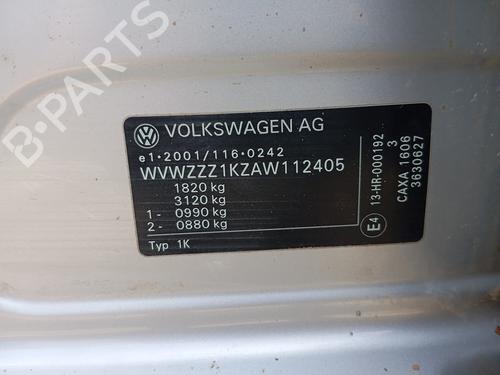 VOLKSWAGEN AG
e1*2001/116*0242
WVWZZZ1KZAW112405
1820 kg
3120 kg
1- 0990 kg
2- 0880 kg
Typ 1K
E4
13-HR-000192
3
CAXA 1606
3630627
B-PARTS